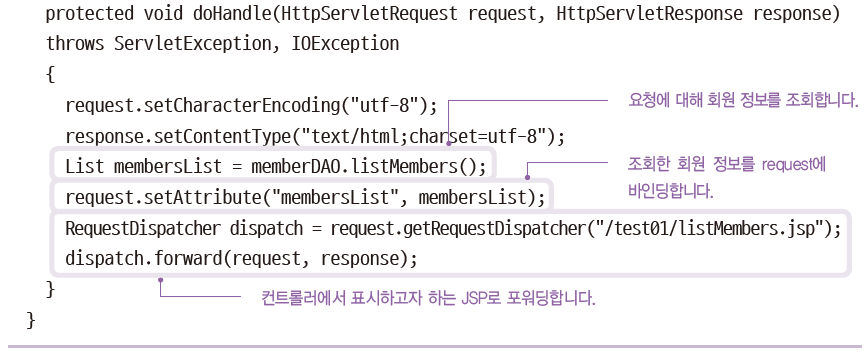 protected void doHandle(HttpServletRequest request, HttpServletResponse response)
throws ServletException, IOException
{
request.setCharacterEncoding("utf-8");
요청에 대해 회원 정보를 조회합니다.
response.setContentType("text/html;charset=utf-8");
List membersList = memberDAO.listMembers();
조회한 회원 정보를 request에
바인딩합니다.
request.setAttribute("membersList", membersList);
RequestDispatcher dispatch = request.getRequestDispatcher("/test01/listMembers.jsp");
dispatch.forward(request, response);
}
컨트롤러에서 표시하고자 하는 JSP로 포워딩합니다.
}